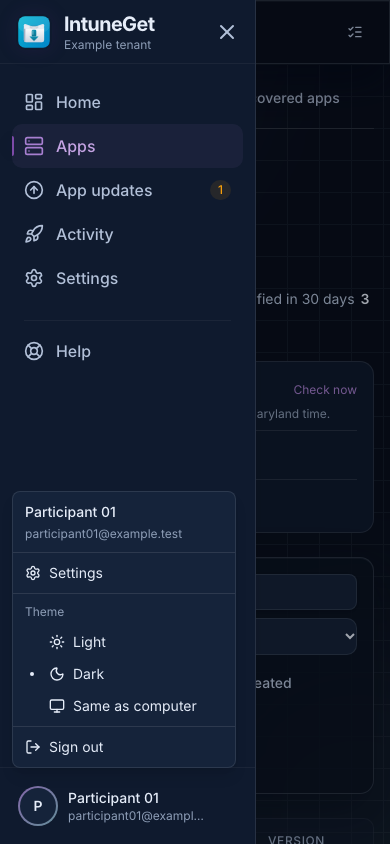 IntuneGet
Example tenant
Home
Apps
App updates
1
Activity
Settings
Help
overed apps
fied in 30 days 3
Check now
aryland time.
eated
VERSION
Participant 01
participant01@example.test
Settings
Theme
Light
Dark
Same as computer
Sign out
P
Participant 01
participant01@exampl...